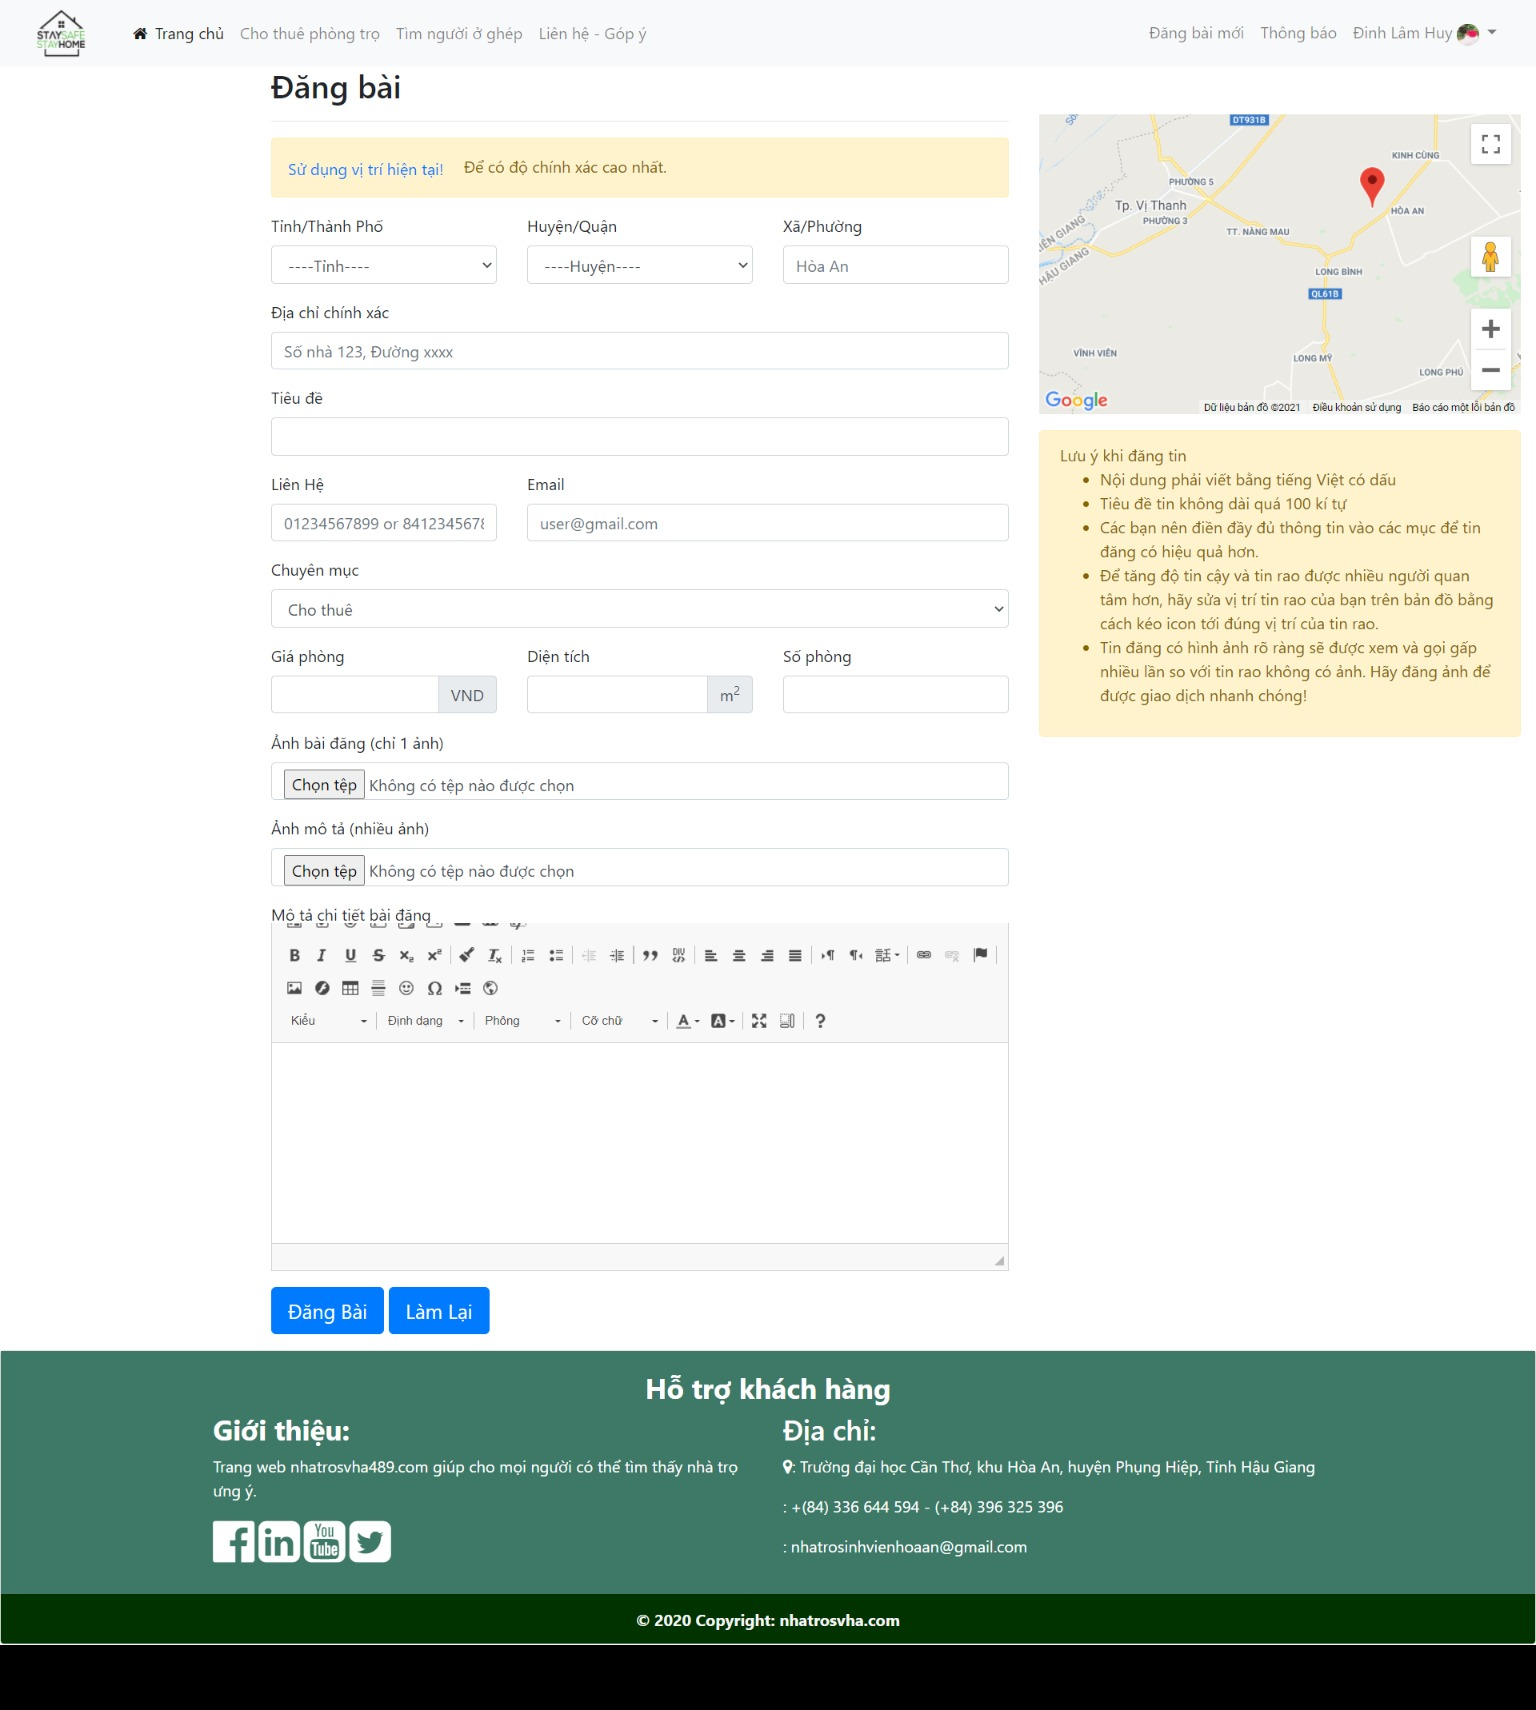 STAYSAFE
STAYHOME
Trang chủ Cho thuê phòng trọ Tìm người ở ghép Liên hệ - Góp ý Đăng bài mới Thông báo Đinh Lâm Huy
Đăng bài
Sử dụng vị trí hiện tại! Để có độ chính xác cao nhất.
Tỉnh/Thành Phố Huyện/Quận Xã/Phường
----Tỉnh---- ----Huyện---- Hòa An
Địa chỉ chính xác
Số nhà 123, Đường xxxx
Tiêu đề
Liên Hệ Email
01234567899 or 8412345678 user@gmail.com
Chuyên mục
Cho thuê
Giá phòng Diện tích Số phòng
VND m²
Ảnh bài đăng (chỉ 1 ảnh)
Chọn tệp Không có tệp nào được chọn
Ảnh mô tả (nhiều ảnh)
Chọn tệp Không có tệp nào được chọn
Mô tả chi tiết bài đăng
Kiểu Định dạng Phông Cỡ chữ
Đăng Bài Làm Lại
DT931B
KINH CÙNG
PHƯỜNG 5
Tp. Vị Thanh
HÒA AN
PHƯỜNG 3
TT. NÀNG MAU
HẬU GIANG
LONG BÌNH
QL61B
VĨNH VIỄN
LONG MỸ
LONG PHÚ
Google
Dữ liệu bản đồ ©2021 Điều khoản sử dụng Báo cáo một lỗi bản đồ
Lưu ý khi đăng tin
Nội dung phải viết bằng tiếng Việt có dấu
Tiêu đề tin không dài quá 100 kí tự
Các bạn nên điền đầy đủ thông tin vào các mục để tin
đăng có hiệu quả hơn.
Để tăng độ tin cậy và tin rao được nhiều người quan
tâm hơn, hãy sửa vị trí tin rao của bạn trên bản đồ bằng
cách kéo icon tới đúng vị trí của tin rao.
Tin đăng có hình ảnh rõ ràng sẽ được xem và gọi gấp
nhiều lần so với tin rao không có ảnh. Hãy đăng ảnh để
được giao dịch nhanh chóng!
Hỗ trợ khách hàng
Giới thiệu:
Trang web nhatrosvha489.com giúp cho mọi người có thể tìm thấy nhà trọ
ưng ý.
You
Tube
Địa chỉ:
: Trường đại học Cần Thơ, khu Hòa An, huyện Phụng Hiệp, Tỉnh Hậu Giang
: +(84) 336 644 594 - (+84) 396 325 396
: nhatrosinhvienhoaan@gmail.com
© 2020 Copyright: nhatrosvha.com